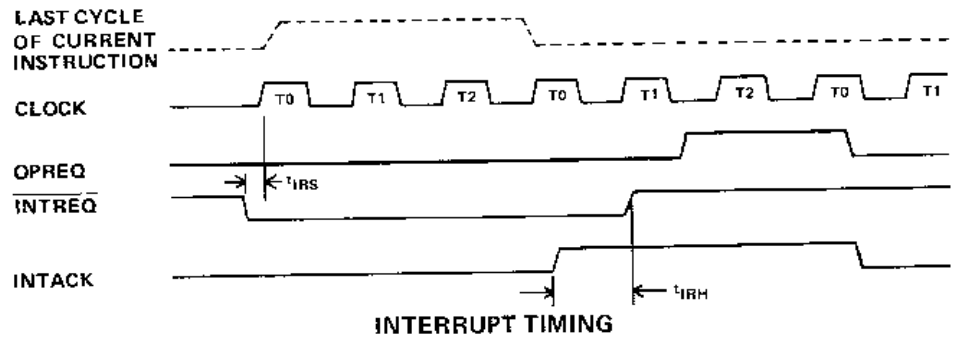 LAST CYCLE
OF CURRENT
INSTRUCTION
CLOCK
T0 T1 T2 T0 T1 T2 T0 T1
OPREQ
tIRS
INTREQ
INTACK
tIRH
INTERRUPT TIMING